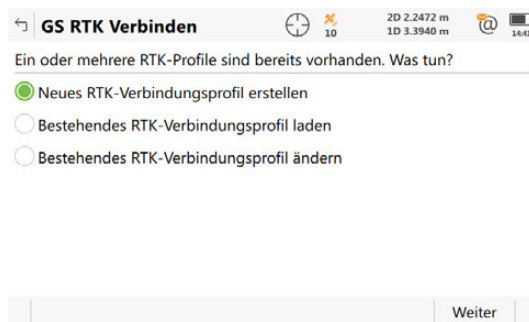 GS RTK Verbinden
10
2D 2.2472 m
1D 3.3940 m
@
Ein oder mehrere RTK-Profile sind bereits vorhanden. Was tun?
Neues RTK-Verbindungsprofil erstellen
Bestehendes RTK-Verbindungsprofil laden
Bestehendes RTK-Verbindungsprofil ändern
Weiter